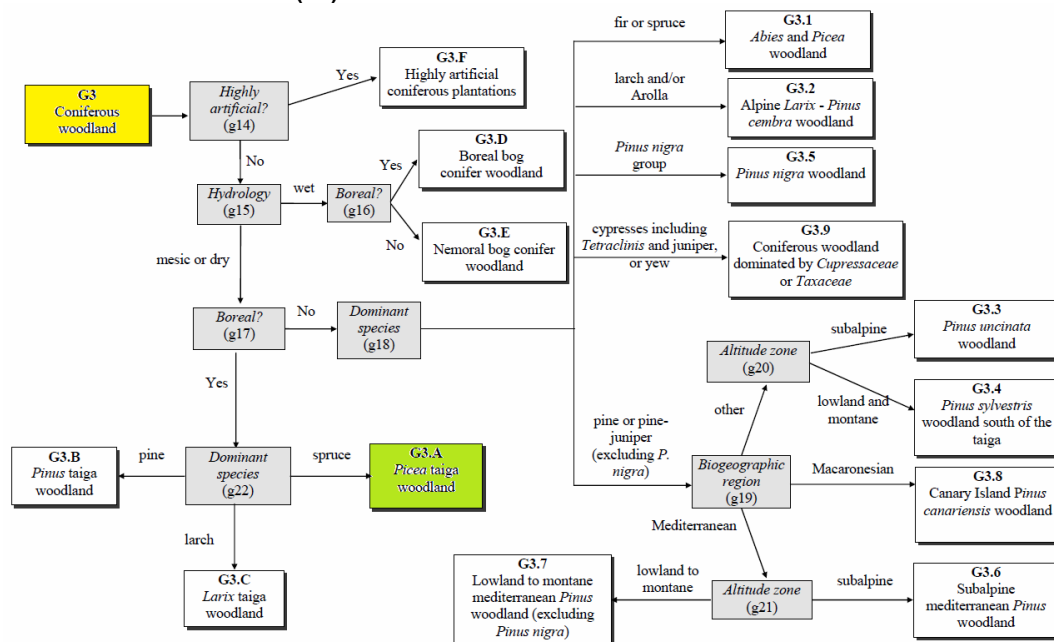 G3
Coniferous
woodland
Highly
artificial?
(g14)
Yes
G3.F
Highly artificial
coniferous plantations
No
Hydrology
(g15)
wet
Boreal?
(g16)
Yes
G3.D
Boreal bog
conifer woodland
No
G3.E
Nemoral bog conifer
woodland
mesic or dry
Boreal?
(g17)
No
Dominant
species
(g18)
fir or spruce
G3.1
Abies and Picea
woodland
larch and/or
Arolla
G3.2
Alpine Larix - Pinus
cembra woodland
Pinus nigra
group
G3.5
Pinus nigra woodland
cypresses including
Tetraclinis and juniper,
or yew
G3.9
Coniferous woodland
dominated by Cupressaceae
or Taxaceae
pine or pine-
juniper
(excluding P.
nigra)
Biogeographic
region
(g19)
other
Altitude zone
(g20)
subalpine
G3.3
Pinus uncinata
woodland
lowland and
montane
G3.4
Pinus sylvestris
woodland south of the
taiga
Macaronesian
G3.8
Canary Island Pinus
canariensis woodland
Mediterranean
Altitude zone
(g21)
subalpine
G3.6
Subalpine
mediterranean Pinus
woodland
lowland to
montane
G3.7
Lowland to montane
mediterranean Pinus
woodland (excluding
Pinus nigra)
Yes
Dominant
species
(g22)
pine
G3.B
Pinus taiga
woodland
spruce
G3.A
Picea taiga
woodland
larch
G3.C
Larix taiga
woodland